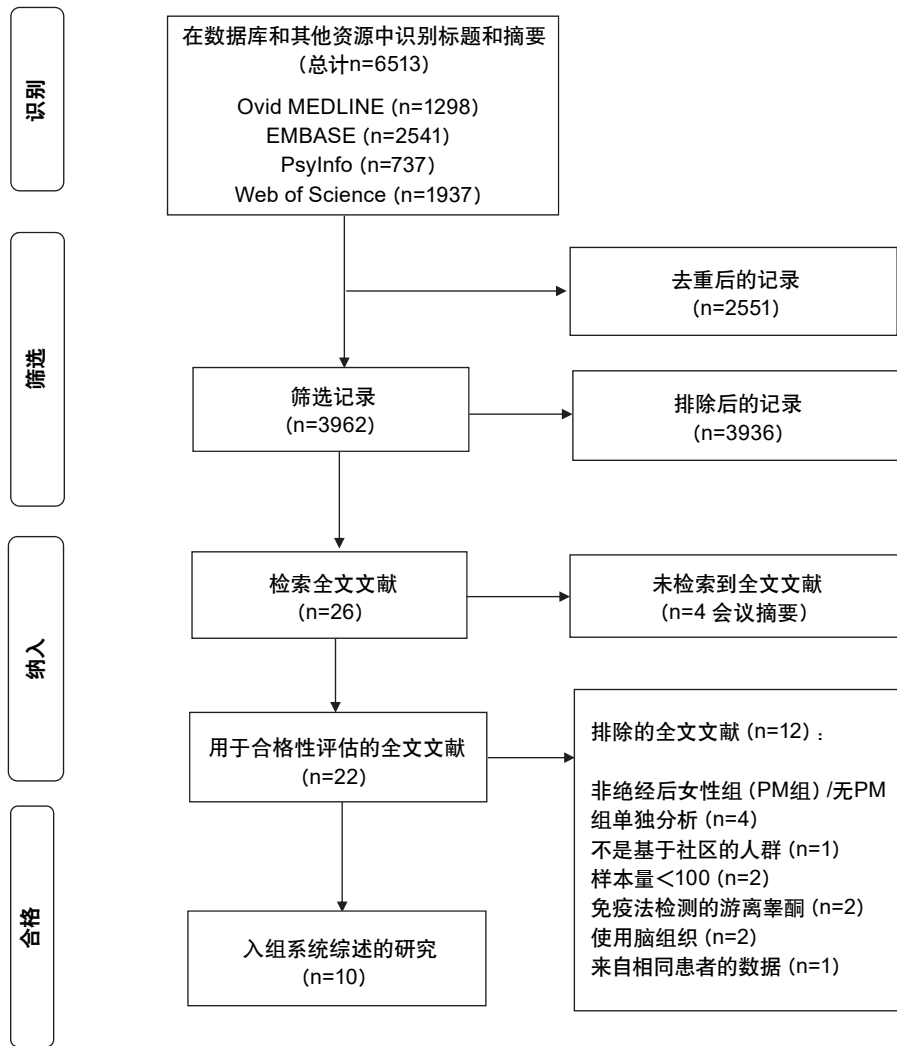 识别
在数据库和其他资源中识别标题和摘要
(总计n=6513)
Ovid MEDLINE (n=1298)
EMBASE (n=2541)
PsyInfo (n=737)
Web of Science (n=1937)
筛选
去重后的记录
(n=2551)
筛选记录
(n=3962)
排除后的记录
(n=3936)
纳入
检索全文文献
(n=26)
未检索到全文文献
(n=4 会议摘要)
用于合格性评估的全文文献
(n=22)
排除的全文文献 (n=12)：
非绝经后女性组 (PM组) /无PM
组单独分析 (n=4)
不是基于社区的人群 (n=1)
样本量＜100 (n=2)
免疫法检测的游离睾酮 (n=2)
使用脑组织 (n=2)
来自相同患者的数据 (n=1)
合格
入组系统综述的研究
(n=10)